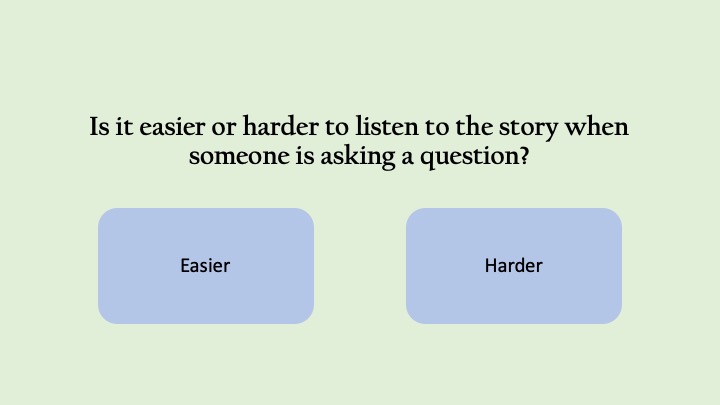 Is it easier or harder to listen to the story when
someone is asking a question?
Easier
Harder